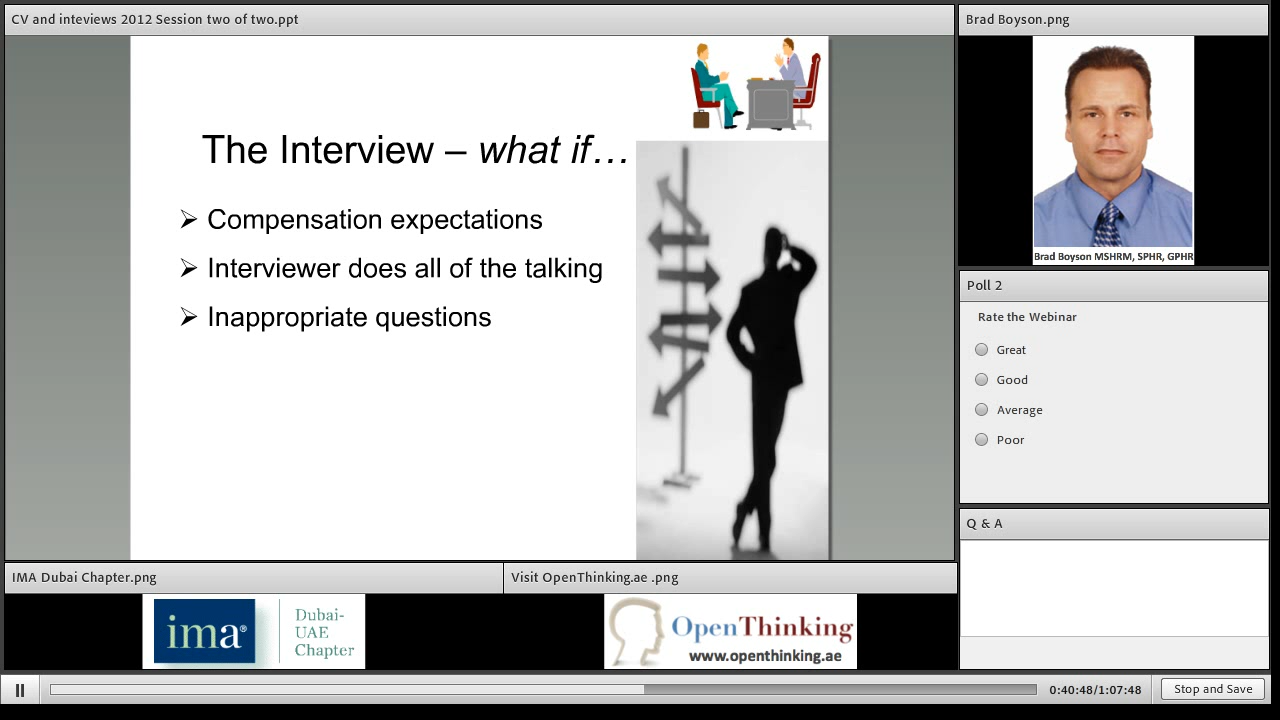 CV and inteviews 2012 Session two of two.ppt
The Interview – what if…
➢ Compensation expectations
➢ Interviewer does all of the talking
➢ Inappropriate questions
Brad Boyson.png
Brad Boyson MSHRM, SPHR, GPHR
Poll 2
Rate the Webinar
Great
Good
Average
Poor
Q & A
IMA Dubai Chapter.png
ima®
Dubai-
UAE
Chapter
Visit OpenThinking.ae .png
OpenThinking
www.openthinking.ae
0:40:48/1:07:48
Stop and Save